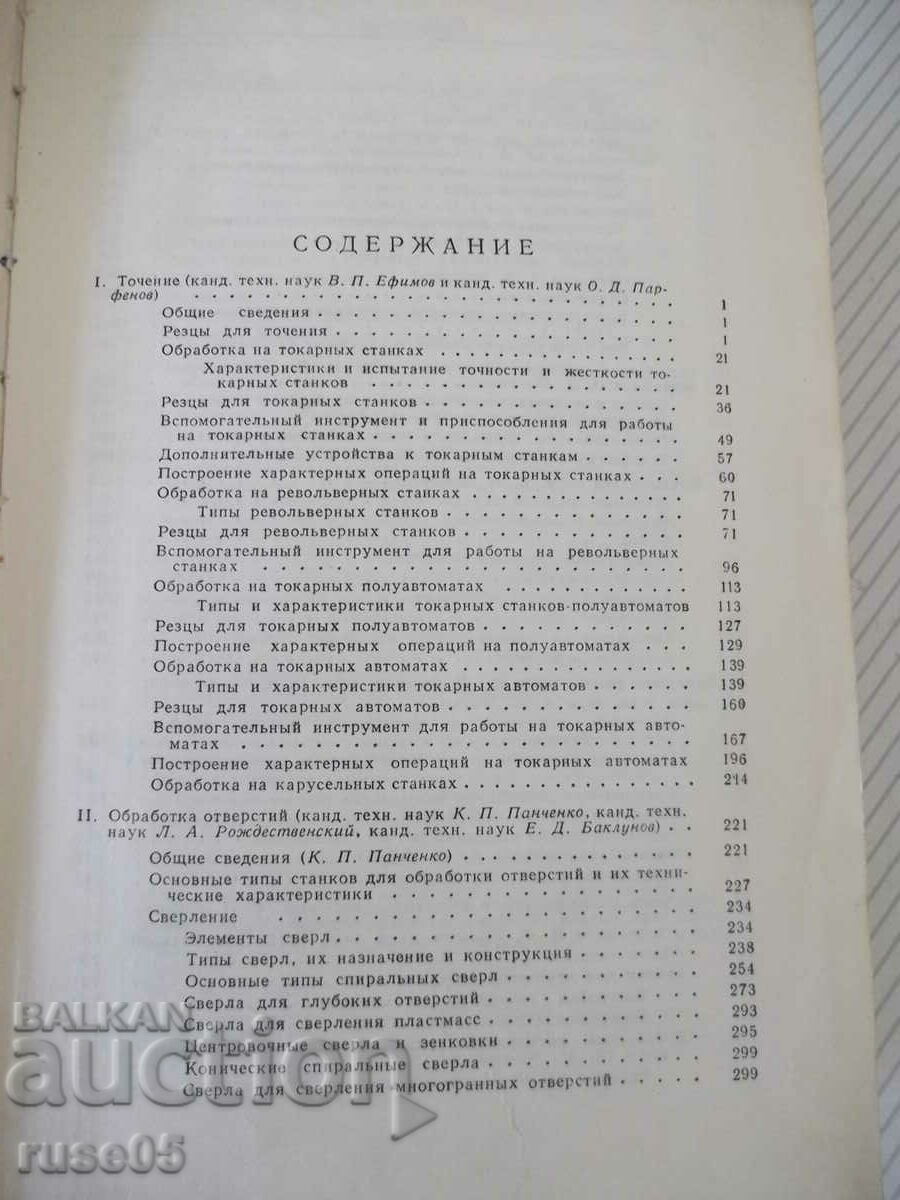 СОДЕРЖАНИЕ
I. Точение (канд. техн. наук В. П. Ефимов и канд. техн. наук О. Д. Пар-
фенов) . . . 1
Общие сведения . . . 1
Резцы для точения . . . 1
Обработка на токарных станках . . . 21
Характеристики и испытание точности и жесткости то-
карных станков . . . 21
Резцы для токарных станков . . . 36
Вспомогательный инструмент и приспособления для работы
на токарных станках . . . 49
Дополнительные устройства к токарным станкам . . . 57
Построение характерных операций на токарных станках . . . 60
Обработка на револьверных станках . . . 71
Типы револьверных станков . . . 71
Резцы для револьверных станков . . . 71
Вспомогательный инструмент для работы на револьверных
станках . . . 96
Обработка на токарных полуавтоматах . . . 113
Типы и характеристики токарных станков-полуавтоматов 113
Резцы для токарных полуавтоматов . . . 127
Построение характерных операций на полуавтоматах . . . 129
Обработка на токарных автоматах . . . 139
Типы и характеристики токарных автоматов . . . 139
Резцы для токарных автоматов . . . 160
Вспомогательный инструмент для работы на токарных авто-
матах . . . 167
Построение характерных операций на токарных автоматах 196
Обработка на карусельных станках . . . 214
II. Обработка отверстий (канд. техн. наук К. П. Панченко, канд. техн.
наук Л. А. Рождественский, канд. техн. наук Е. Д. Баклунов) . . 221
Общие сведения (К. П. Панченко) . . . 221
Основные типы станков для обработки отверстий и их техни-
ческие характеристики . . . 227
Сверление . . . 234
Элементы сверл . . . 234
Типы сверл, их назначение и конструкция . . . 238
Основные типы спиральных сверл . . . 254
Сверла для глубоких отверстий . . . 273
Сверла для сверления пластмасс . . . 293
Центровочные сверла и зенковки . . . 295
Конические спиральные сверла . . . 299
Сверла для сверления многогранных отверстий . . . 299
BALKAN
auction
ruse05